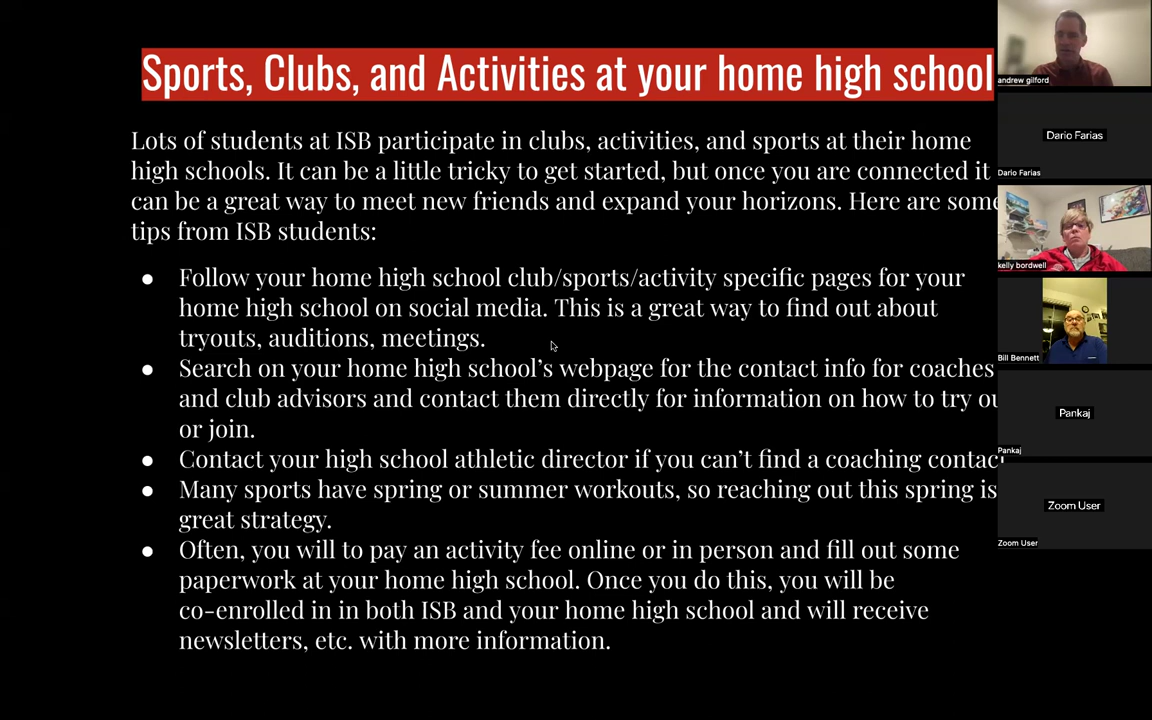 Sports, Clubs, and Activities at your home high school
Lots of students at ISB participate in clubs, activities, and sports at their home
high schools. It can be a little tricky to get started, but once you are connected it
can be a great way to meet new friends and expand your horizons. Here are some
tips from ISB students:
● Follow your home high school club/sports/activity specific pages for your
home high school on social media. This is a great way to find out about
tryouts, auditions, meetings.
● Search on your home high school’s webpage for the contact info for coaches
and club advisors and contact them directly for information on how to try
or join.
● Contact your high school athletic director if you can’t find a coaching
● Many sports have spring or summer workouts, so reaching out this spring is
great strategy.
● Often, you will to pay an activity fee online or in person and fill out some
paperwork at your home high school. Once you do this, you will be
co-enrolled in in both ISB and your home high school and will receive
newsletters, etc. with more information.
andrew gilford
Dario Farias
Dario Farias
kelly bordwell
Bill Bennett
Pankaj
Pankaj
Zoom User
Zoom User